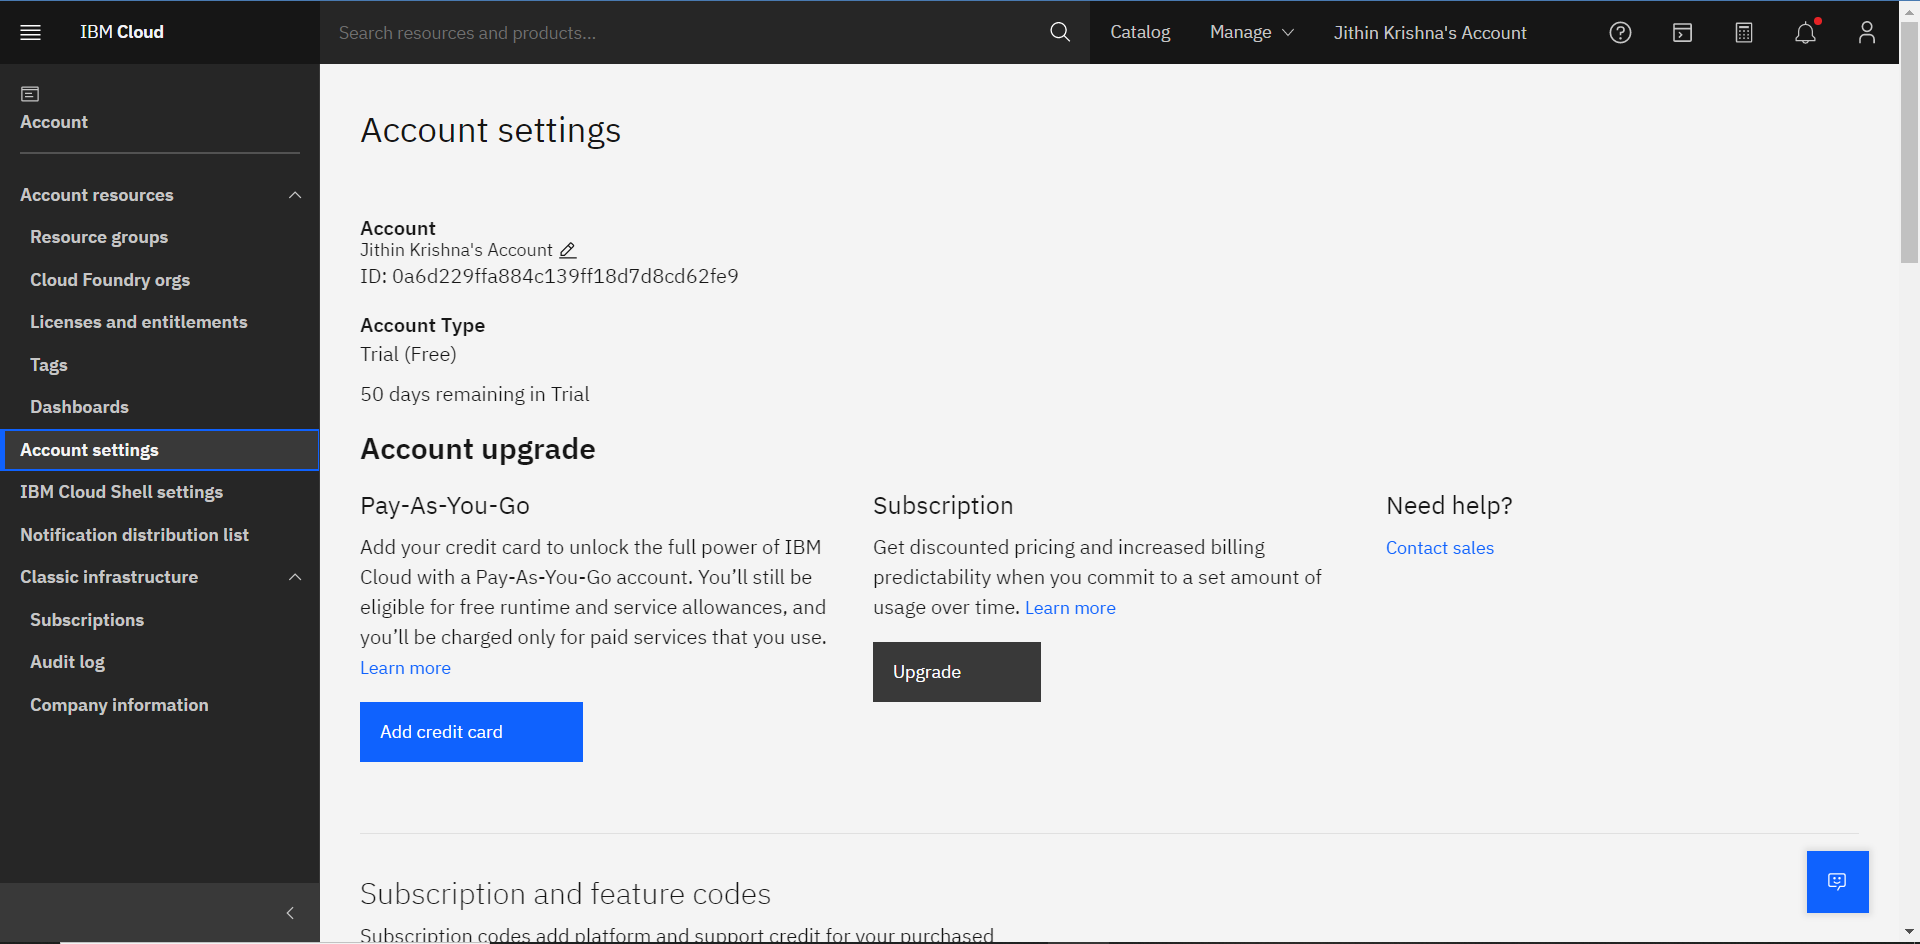 IBM Cloud
Search resources and products...
Catalog
Manage
Jithin Krishna's Account
Account
Account resources
Resource groups
Cloud Foundry orgs
Licenses and entitlements
Tags
Dashboards
Account settings
IBM Cloud Shell settings
Notification distribution list
Classic infrastructure
Subscriptions
Audit log
Company information
Account settings
Account
Jithin Krishna's Account
ID: 0a6d229ffa884c139ff18d7d8cd62fe9
Account Type
Trial (Free)
50 days remaining in Trial
Account upgrade
Pay-As-You-Go
Add your credit card to unlock the full power of IBM
Cloud with a Pay-As-You-Go account. You’ll still be
eligible for free runtime and service allowances, and
you’ll be charged only for paid services that you use.
Learn more
Add credit card
Subscription
Get discounted pricing and increased billing
predictability when you commit to a set amount of
usage over time. Learn more
Upgrade
Need help?
Contact sales
Subscription and feature codes
Subscription codes add platform and support credit for your purchased